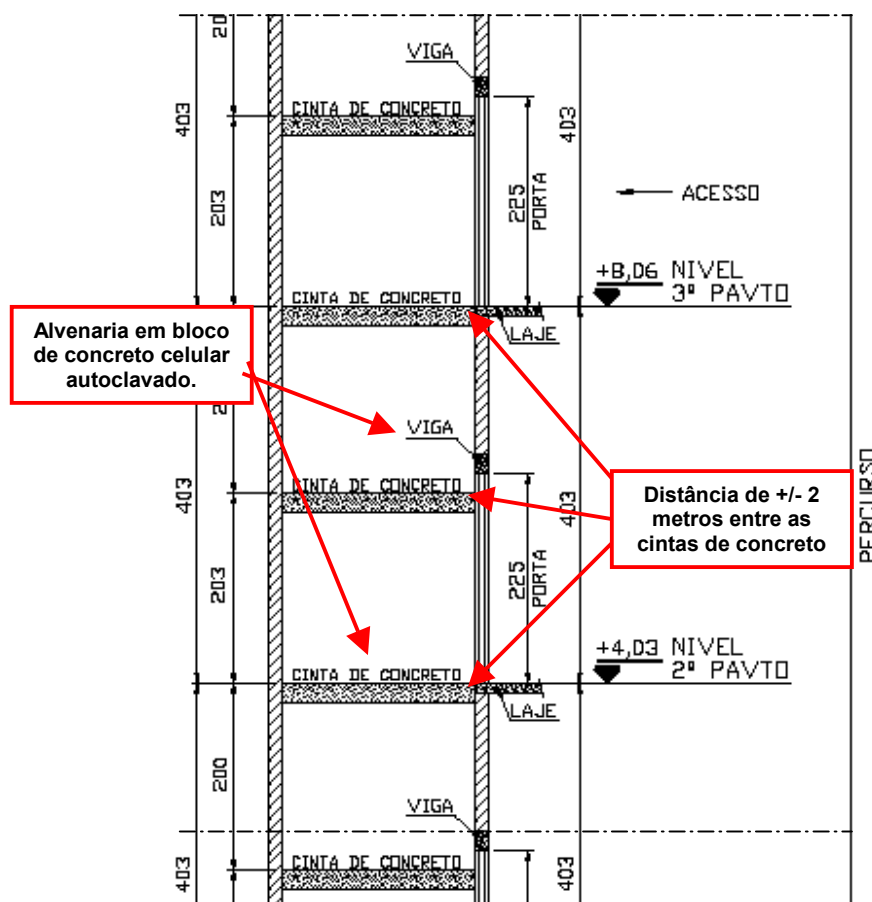 VIGA
CINTA DE CONCRETO
403
403
203
225
PORTA
ACESSO
+8,06 NIVEL
3º PAVTO
CINTA DE CONCRETO
LAJE
Alvenaria em bloco
de concreto celular
autoclavado.
VIGA
CINTA DE CONCRETO
403
403
Distância de +/- 2
metros entre as
cintas de concreto
PERCURSO
203
225
PORTA
+4,03 NIVEL
2º PAVTO
CINTA DE CONCRETO
LAJE
200
VIGA
CINTA DE CONCRETO
403
403